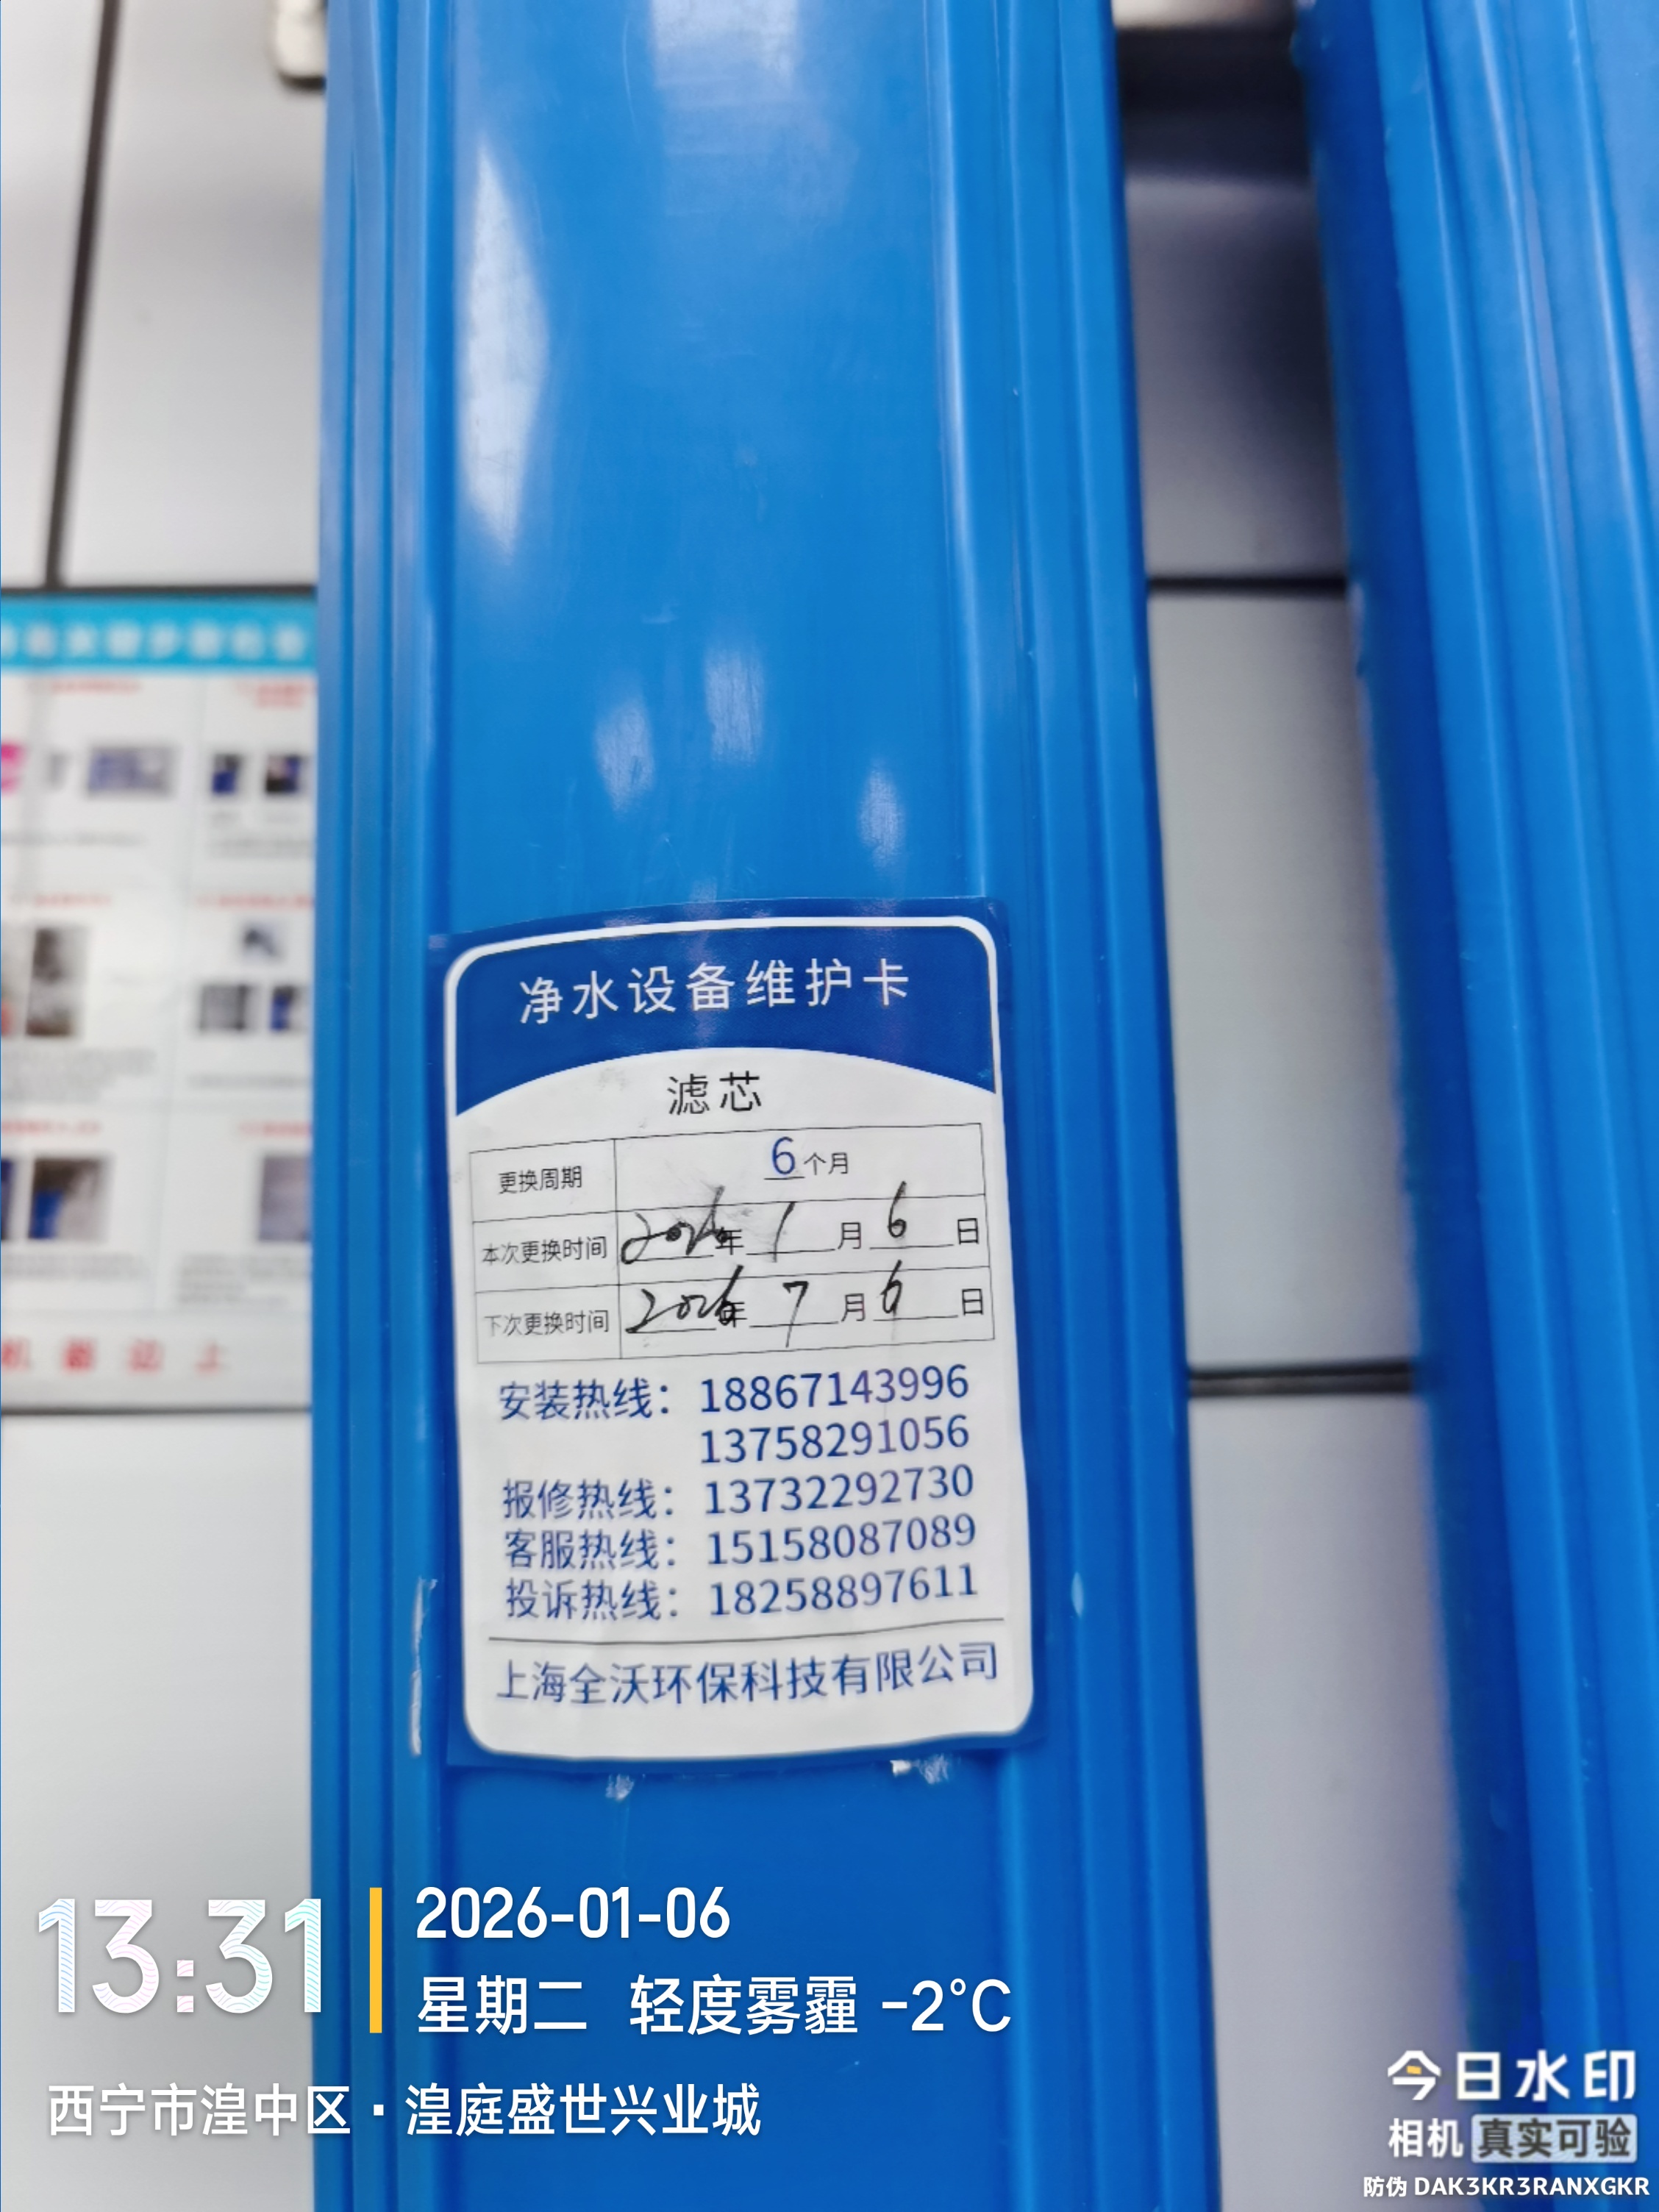 净水设备维护卡
滤芯
更换周期 6个月
本次更换时间 2026年1月6日
下次更换时间 2026年7月6日
安装热线：18867143996
13758291056
报修热线：13732292730
客服热线：15158087089
投诉热线：18258897611
上海全沃环保科技有限公司
机器边上
13:31
2026-01-06
星期二 轻度雾霾 -2°C
西宁市湟中区·湟庭盛世兴业城
今日水印
相机 真实可验
防伪 DAK3KR3RANXGKR